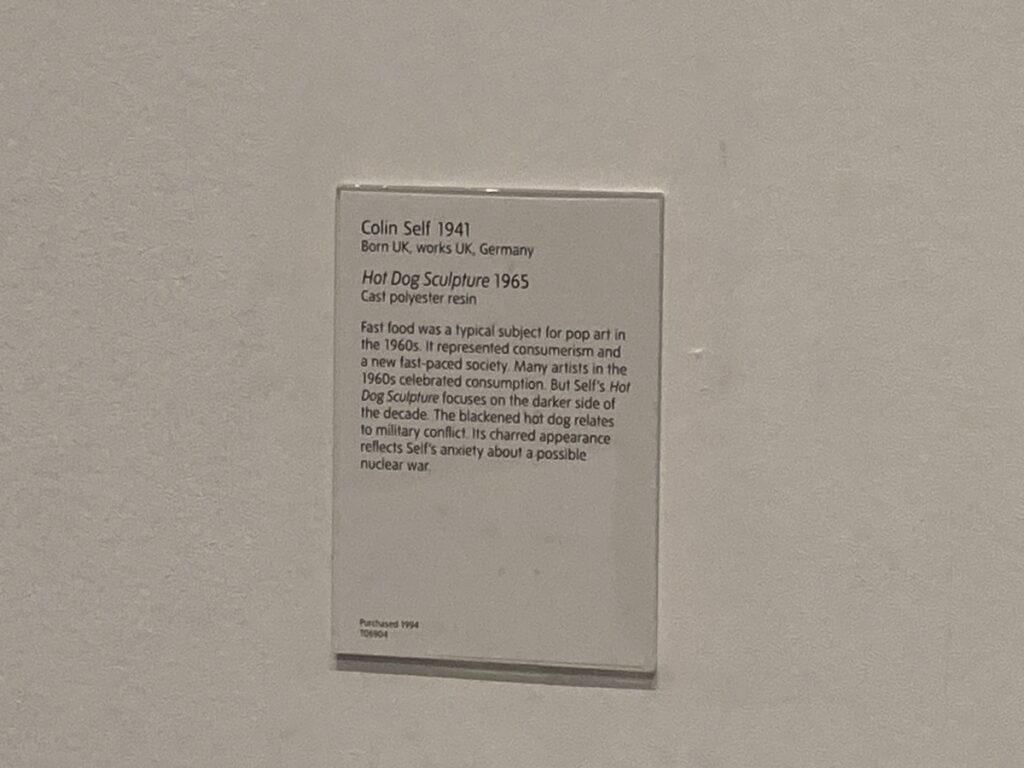 Colin Self 1941
Born UK, works UK, Germany
Hot Dog Sculpture 1965
Cast polyester resin
Fast food was a typical subject for pop art in
the 1960s. It represented consumerism and
a new fast-paced society. Many artists in the
1960s celebrated consumption. But Self's Hot
Dog Sculpture focuses on the darker side of
the decade. The blackened hot dog relates
to military conflict. Its charred appearance
reflects Self's anxiety about a possible
nuclear war.
Purchased 1994
T06904